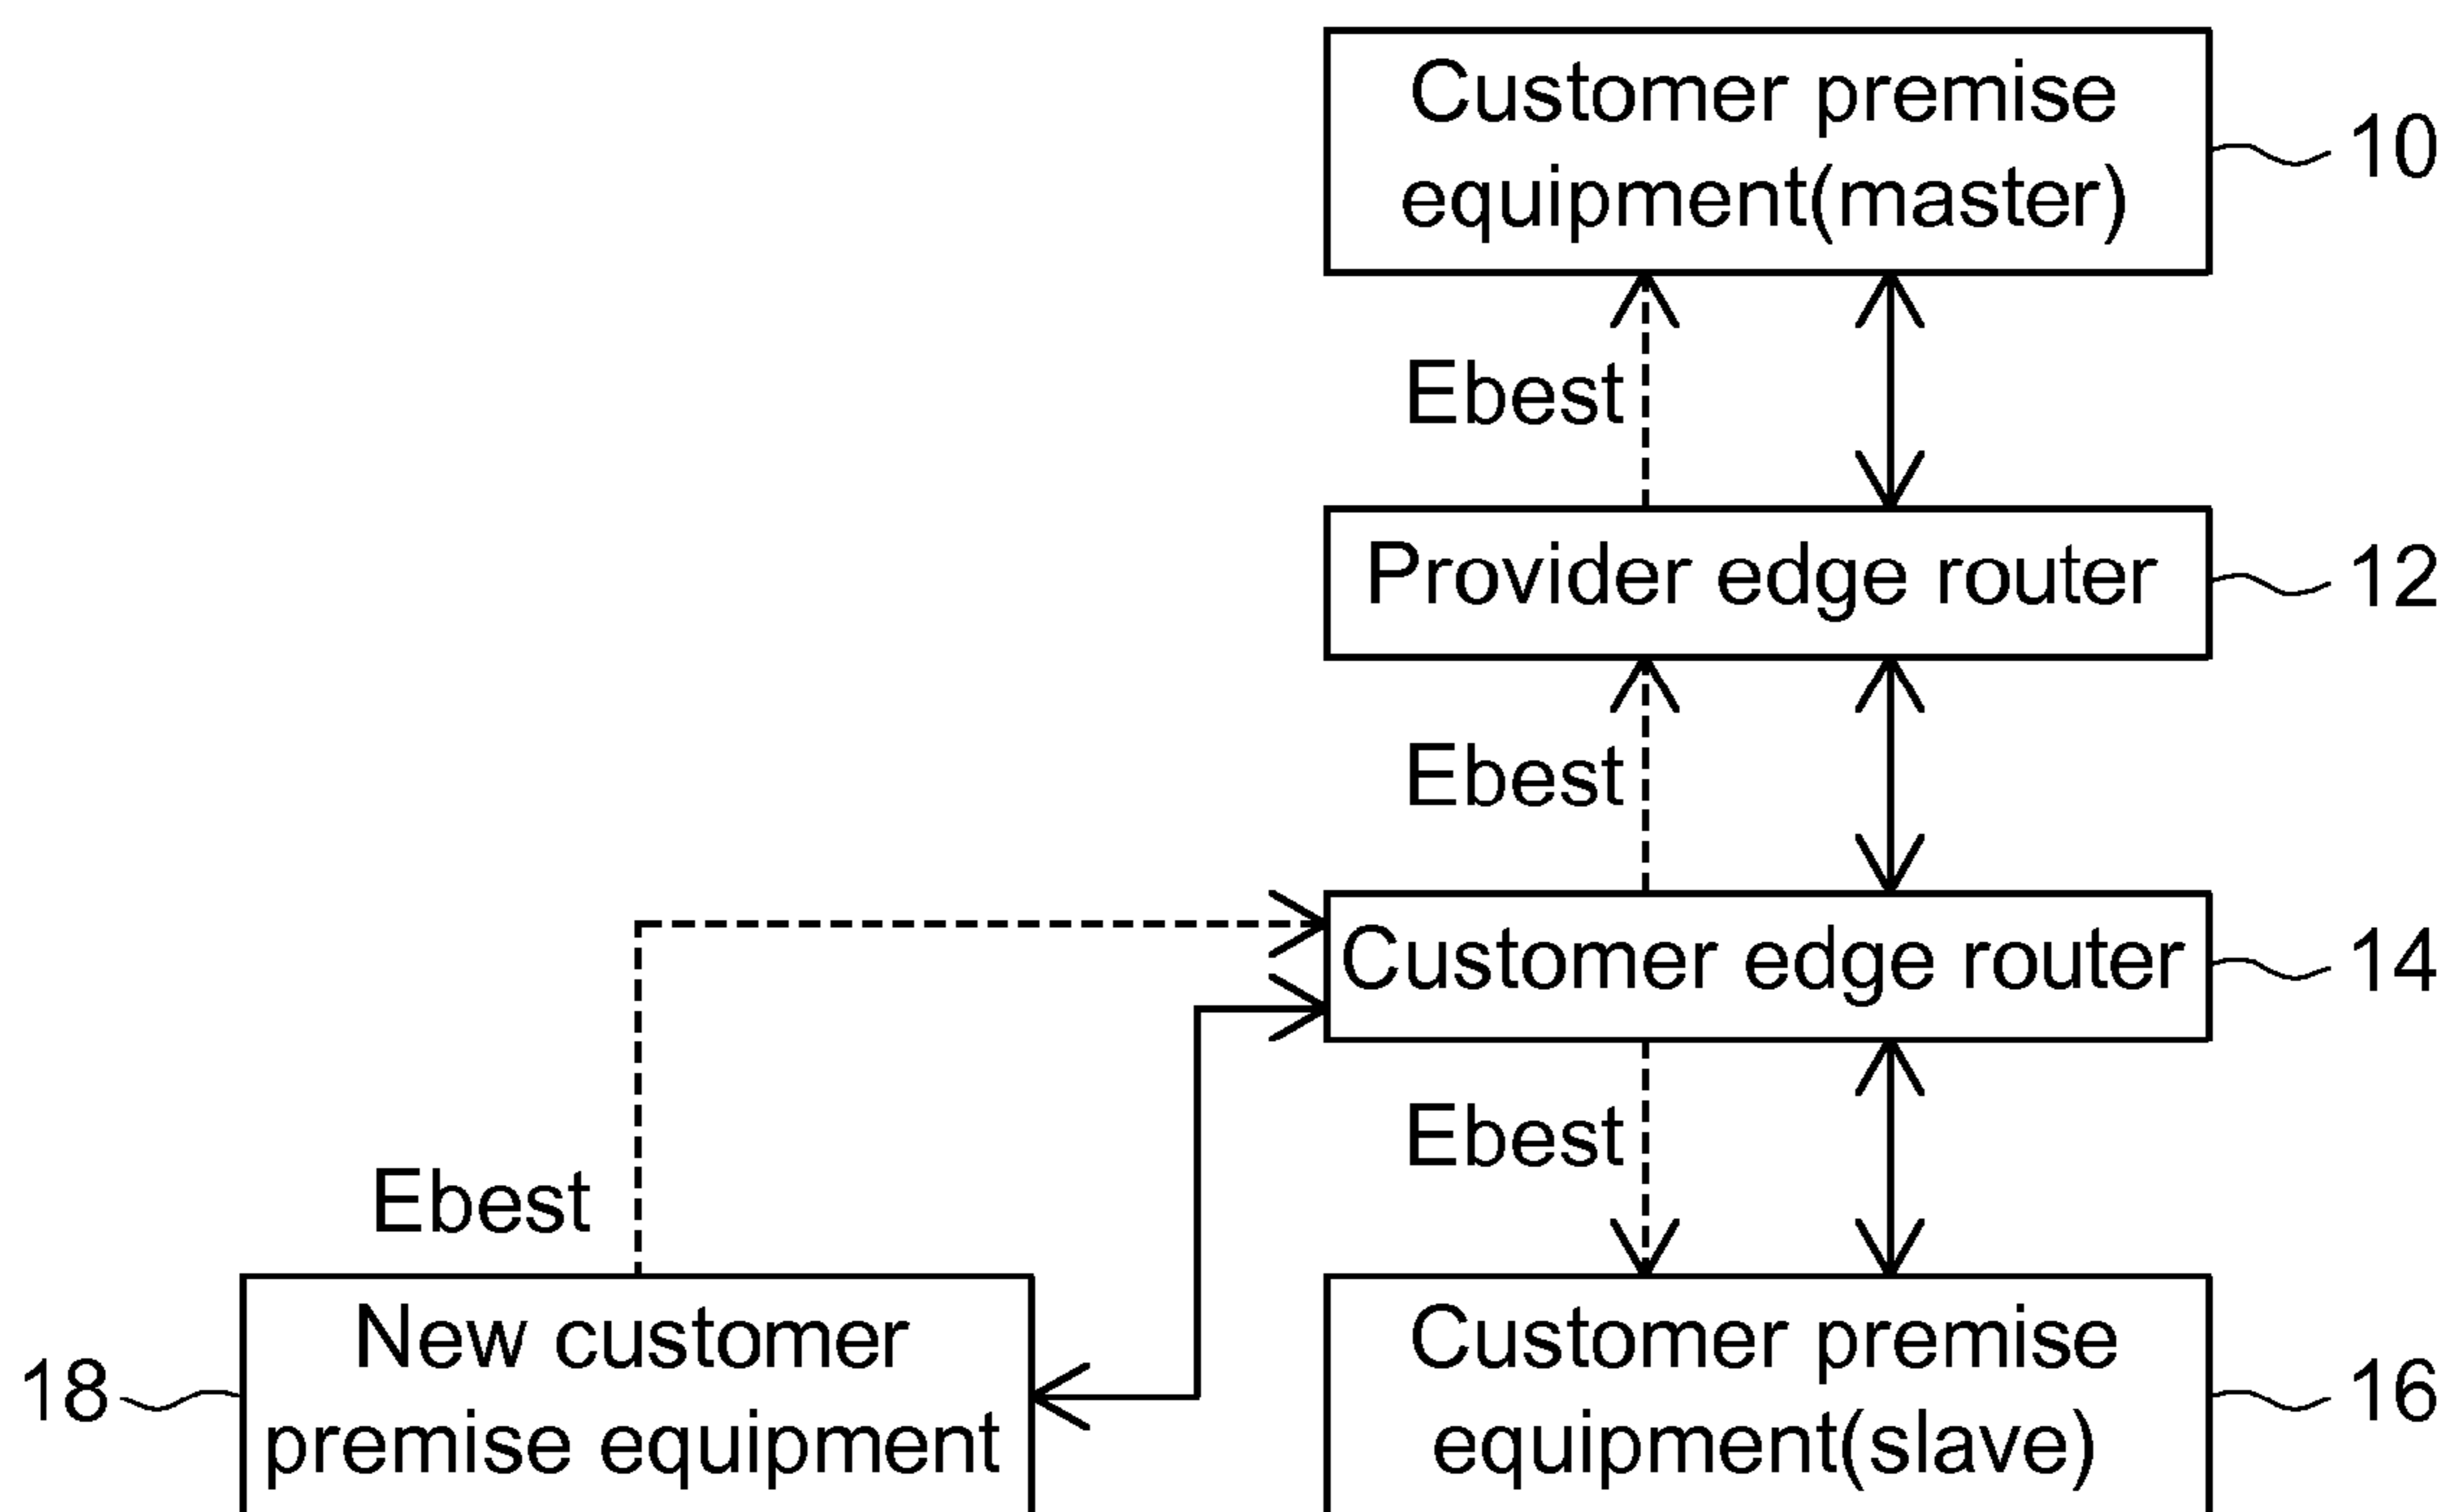 Customer premise
equipment(master)
10
Ebest
Provider edge router
12
Ebest
Customer edge router
14
Ebest
Ebest
New customer
premise equipment
18
Customer premise
equipment(slave)
16